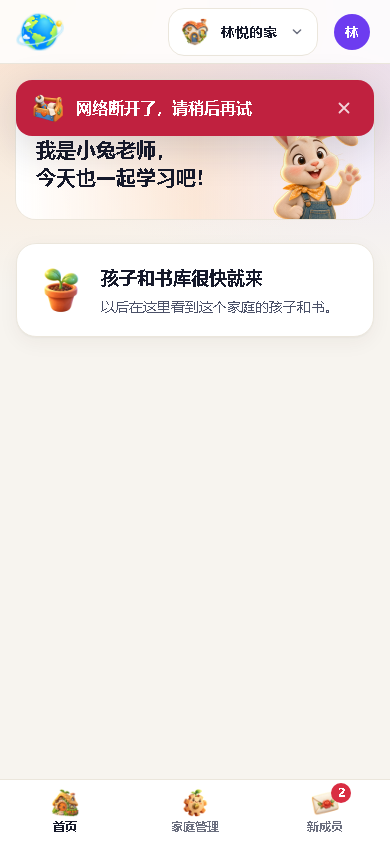 林悦的家
林
网络断开了，请稍后再试
我是小兔老师，
今天也一起学习吧！
孩子和书库很快就来
以后在这里看到这个家庭的孩子和书。
首页
家庭管理
新成员
2